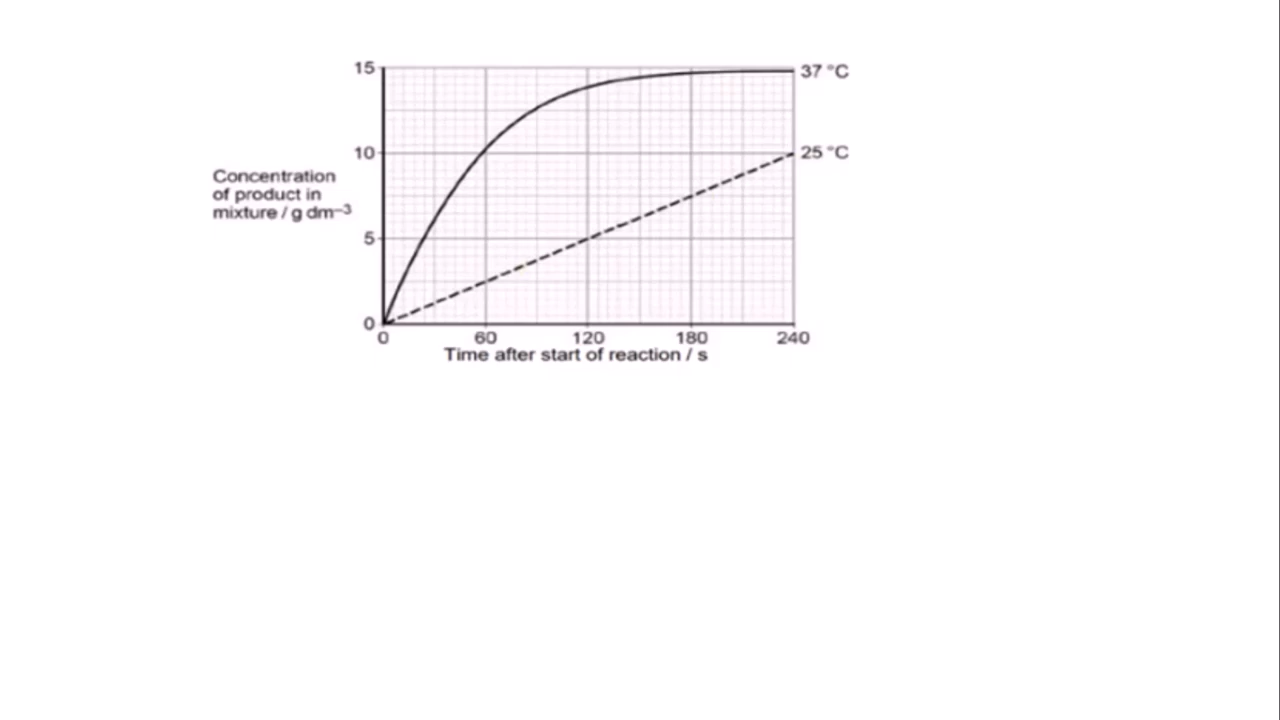 15
37 °C
10
25 °C
Concentration
of product in
mixture / g dm–3
5
0
0 60 120 180 240
Time after start of reaction / s